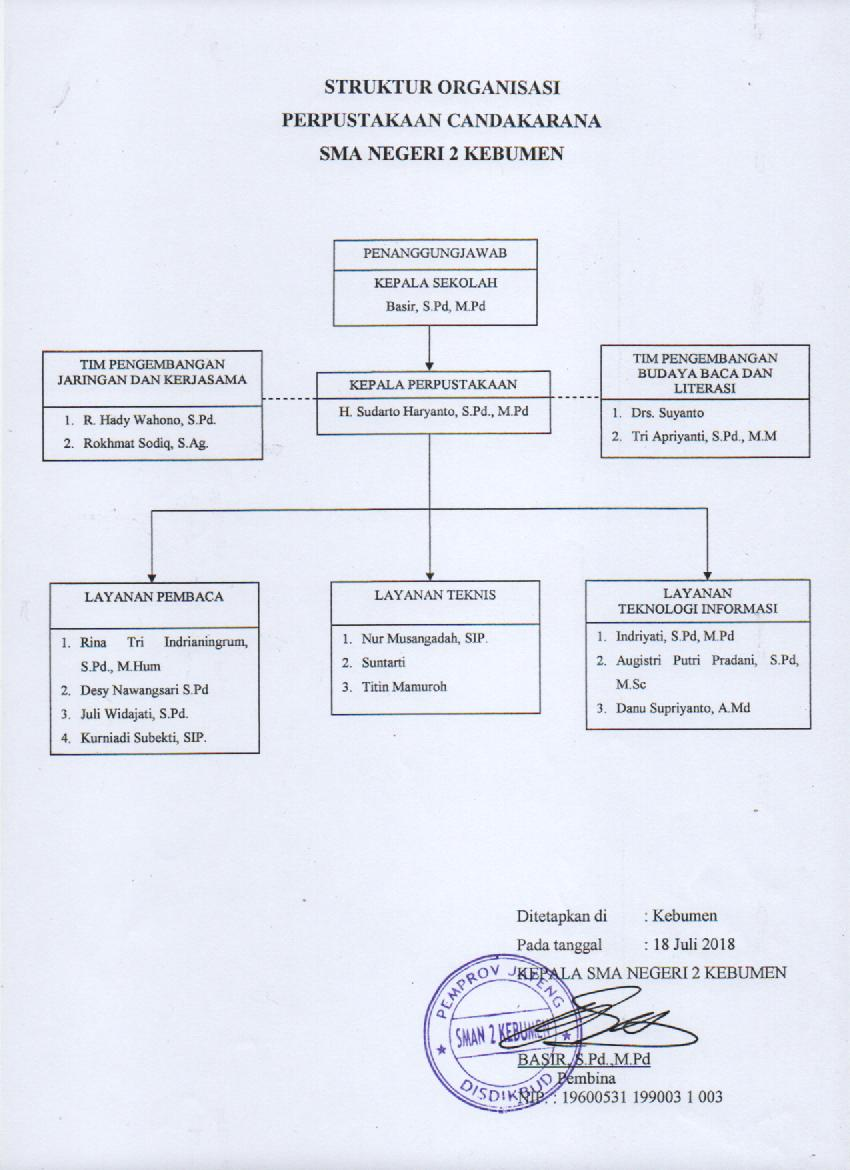 STRUKTUR ORGANISASI
PERPUSTAKAAN CANDAKARANA
SMA NEGERI 2 KEBUMEN
PENANGGUNGJAWAB
KEPALA SEKOLAH
Basir, S.Pd, M.Pd
TIM PENGEMBANGAN
JARINGAN DAN KERJASAMA
1. R. Hady Wahono, S.Pd.
2. Rokhmat Sodiq, S.Ag.
KEPALA PERPUSTAKAAN
H. Sudarto Haryanto, S.Pd., M.Pd
TIM PENGEMBANGAN
BUDAYA BACA DAN
LITERASI
1. Drs. Suyanto
2. Tri Apriyanti, S.Pd., M.M
LAYANAN PEMBACA
1. Rina Tri Indrianingrum,
S.Pd., M.Hum
2. Desy Nawangsari S.Pd
3. Juli Widajati, S.Pd.
4. Kurniadi Subekti, SIP.
LAYANAN TEKNIS
1. Nur Musangadah, SIP.
2. Suntarti
3. Titin Mamuroh
LAYANAN
TEKNOLOGI INFORMASI
1. Indriyati, S.Pd, M.Pd
2. Augistri Putri Pradani, S.Pd,
M.Sc
3. Danu Supriyanto, A.Md
Ditetapkan di : Kebumen
Pada tanggal : 18 Juli 2018
KEPALA SMA NEGERI 2 KEBUMEN
PEMPROV JATENG
SMAN 2 KEBUMEN
DISDIKBUD
BASIR, S.Pd.,M.Pd
Pembina
NIP. : 19600531 199003 1 003